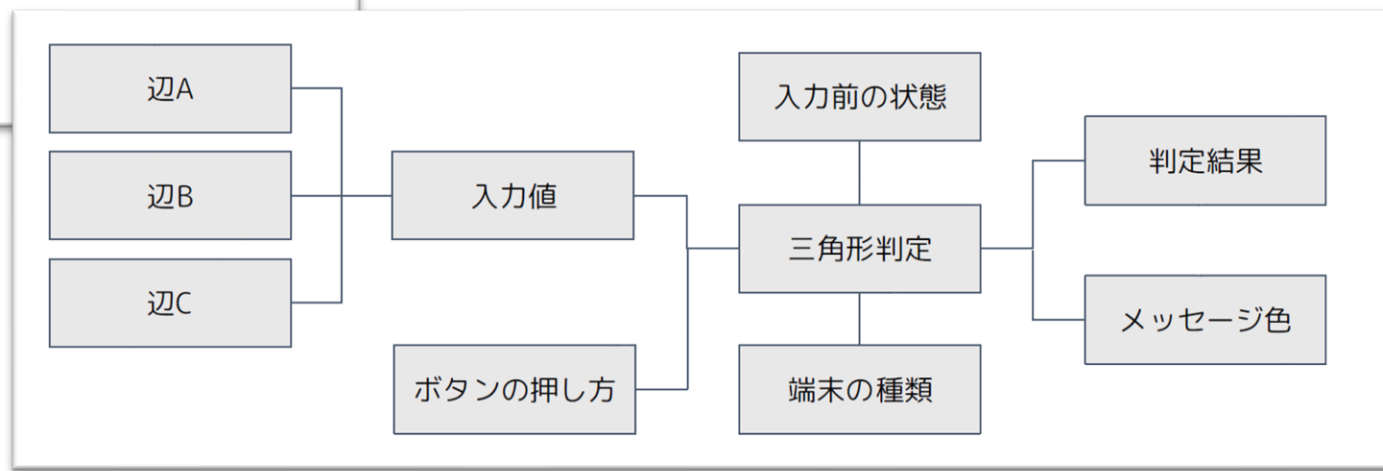 辺A
辺B
辺C
入力値
ボタンの押し方
入力前の状態
三角形判定
端末の種類
判定結果
メッセージ色